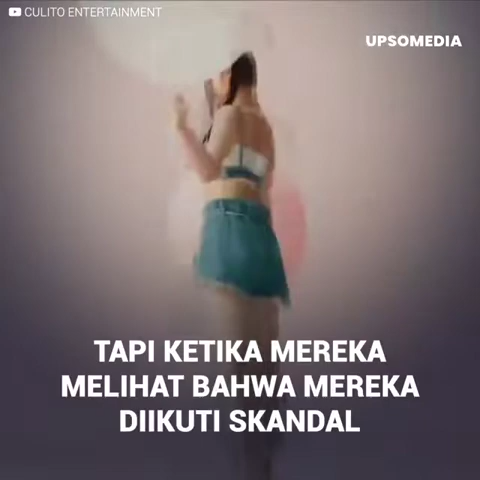 CULITO ENTERTAINMENT
UPSOMEDIA
TAPI KETIKA MEREKA
MELIHAT BAHWA MEREKA
DIIKUTI SKANDAL